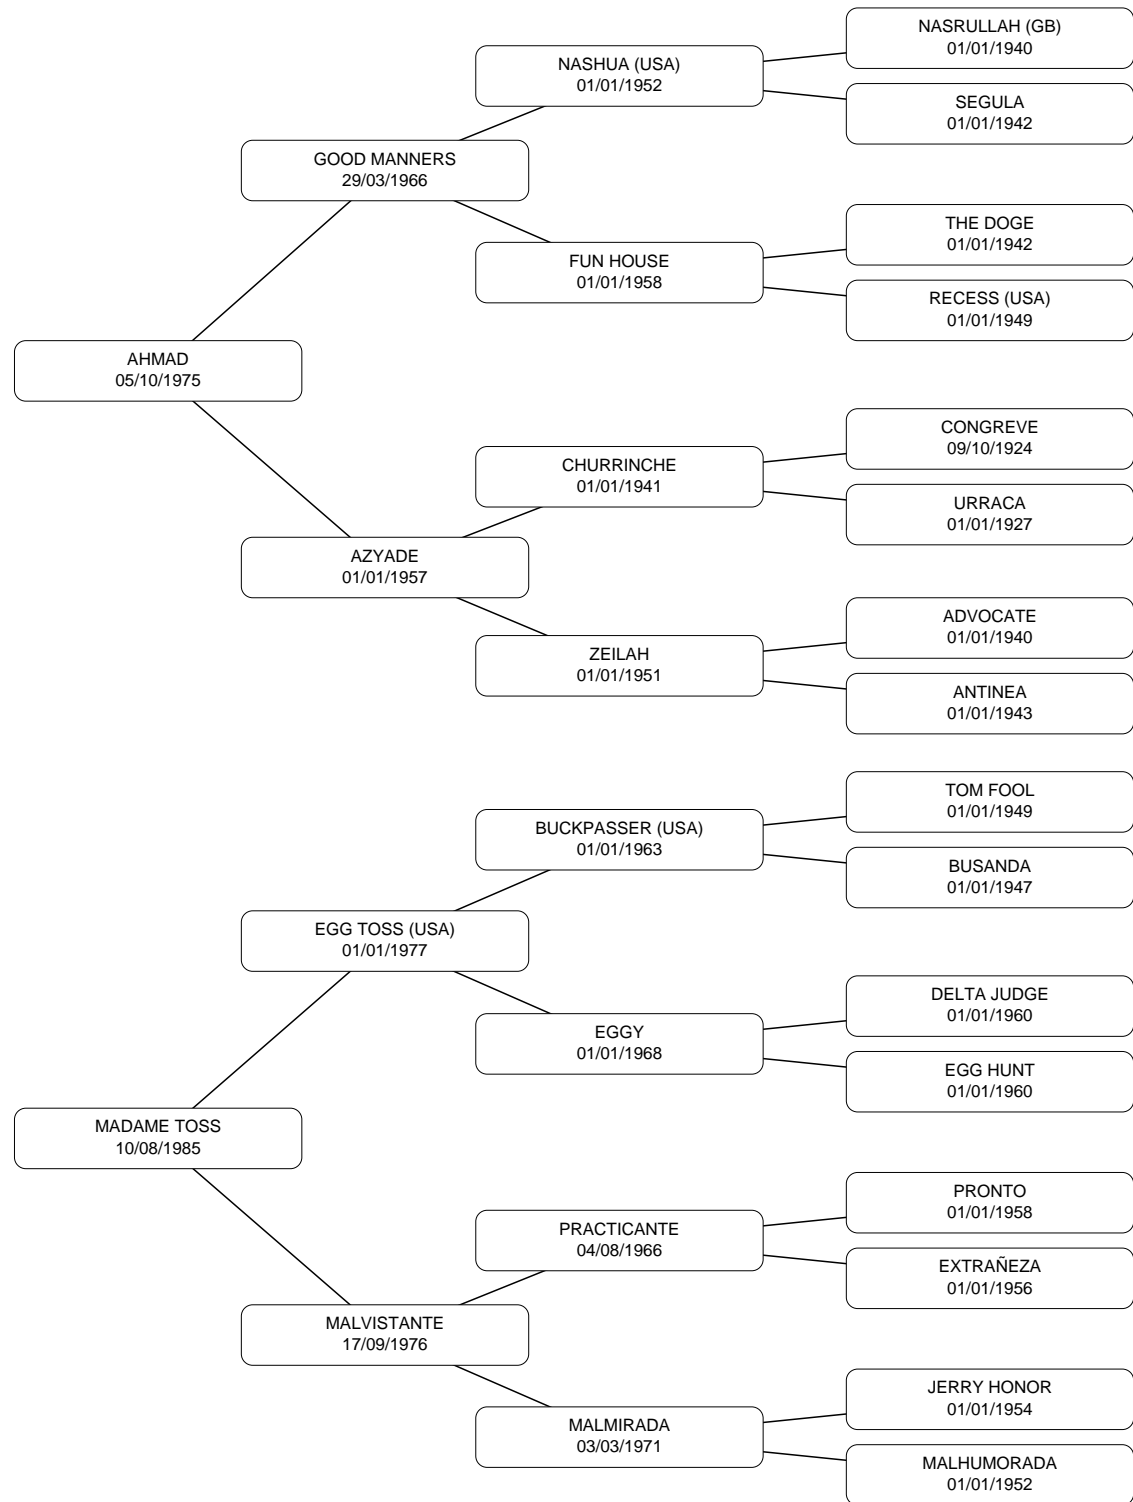 NASRULLAH (GB)
01/01/1940
NASHUA (USA)
01/01/1952
SEGULA
01/01/1942
GOOD MANNERS
29/03/1966
THE DOGE
01/01/1942
FUN HOUSE
01/01/1958
RECESS (USA)
01/01/1949
AHMAD
05/10/1975
CONGREVE
09/10/1924
CHURRINCHE
01/01/1941
URRACA
01/01/1927
AZYADE
01/01/1957
ADVOCATE
01/01/1940
ZEILAH
01/01/1951
ANTINEA
01/01/1943
TOM FOOL
01/01/1949
BUCKPASSER (USA)
01/01/1963
BUSANDA
01/01/1947
EGG TOSS (USA)
01/01/1977
DELTA JUDGE
01/01/1960
EGGY
01/01/1968
EGG HUNT
01/01/1960
MADAME TOSS
10/08/1985
PRONTO
01/01/1958
PRACTICANTE
04/08/1966
EXTRAÑEZA
01/01/1956
MALVISTANTE
17/09/1976
JERRY HONOR
01/01/1954
MALMIRADA
03/03/1971
MALHUMORADA
01/01/1952